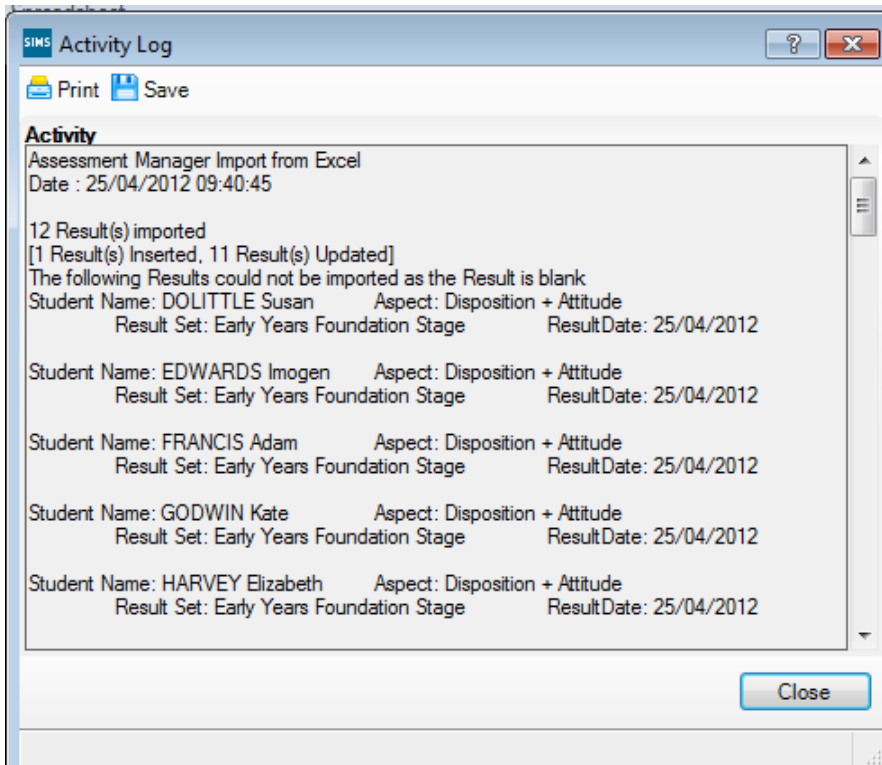 Spreadsheet
SIMS Activity Log
Print Save
Activity
Assessment Manager Import from Excel
Date : 25/04/2012 09:40:45
12 Result(s) imported
[1 Result(s) Inserted, 11 Result(s) Updated]
The following Results could not be imported as the Result is blank
Student Name: DOLITTLE Susan Aspect: Disposition + Attitude
Result Set: Early Years Foundation Stage ResultDate: 25/04/2012
Student Name: EDWARDS Imogen Aspect: Disposition + Attitude
Result Set: Early Years Foundation Stage ResultDate: 25/04/2012
Student Name: FRANCIS Adam Aspect: Disposition + Attitude
Result Set: Early Years Foundation Stage ResultDate: 25/04/2012
Student Name: GODWIN Kate Aspect: Disposition + Attitude
Result Set: Early Years Foundation Stage ResultDate: 25/04/2012
Student Name: HARVEY Elizabeth Aspect: Disposition + Attitude
Result Set: Early Years Foundation Stage ResultDate: 25/04/2012
Close